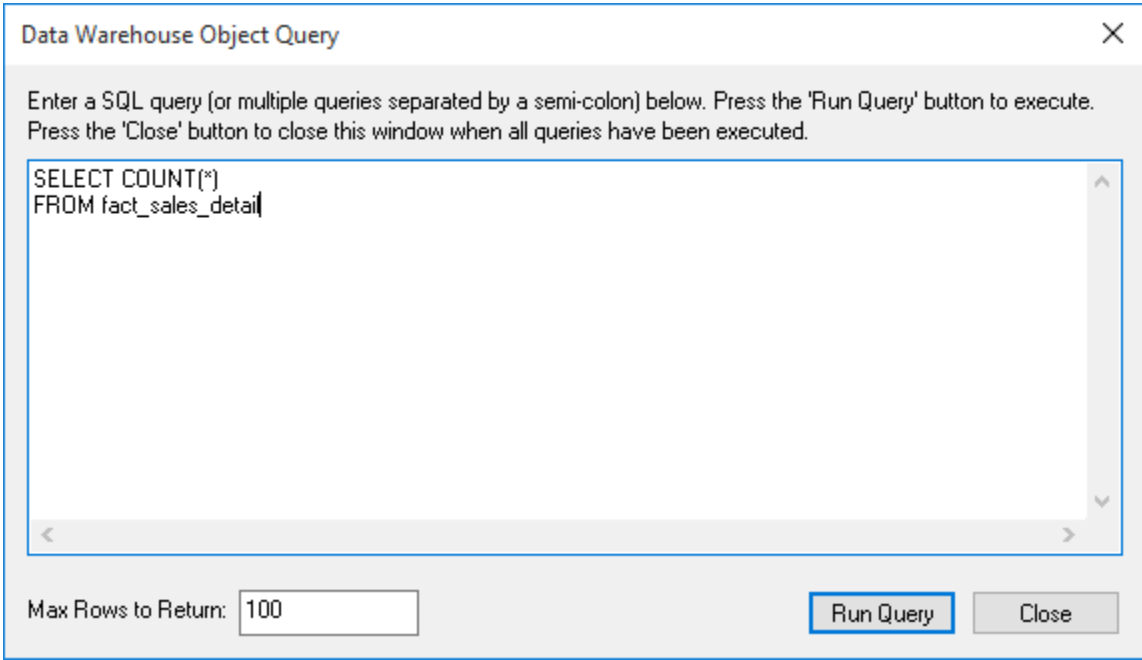 Data Warehouse Object Query
Enter a SQL query (or multiple queries separated by a semi-colon) below. Press the 'Run Query' button to execute.
Press the 'Close' button to close this window when all queries have been executed.
SELECT COUNT(*)
FROM fact_sales_detail
Max Rows to Return: 100
Run Query Close